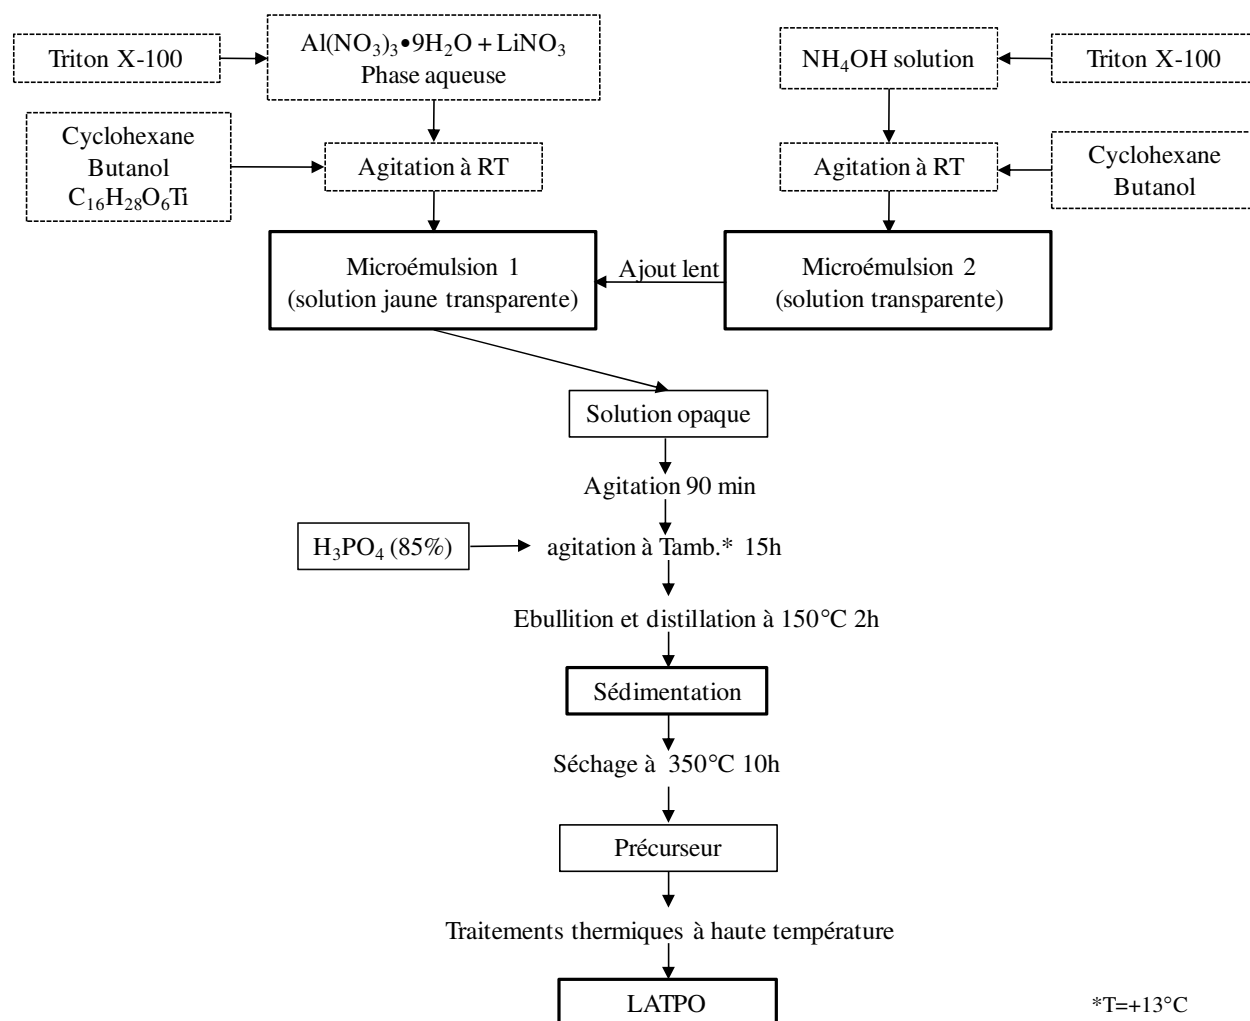 Triton X-100
Al(NO₃)₃•9H₂O + LiNO₃
Phase aqueuse
NH₄OH solution
Triton X-100
Cyclohexane
Butanol
C₁₆H₂₈O₆Ti
Agitation à RT
Agitation à RT
Cyclohexane
Butanol
Microémulsion 1
(solution jaune transparente)
Ajout lent
Microémulsion 2
(solution transparente)
Solution opaque
Agitation 90 min
H₃PO₄ (85%)
agitation à Tamb.* 15h
Ebullition et distillation à 150°C 2h
Sédimentation
Séchage à 350°C 10h
Précurseur
Traitements thermiques à haute température
LATPO
*T=+13°C